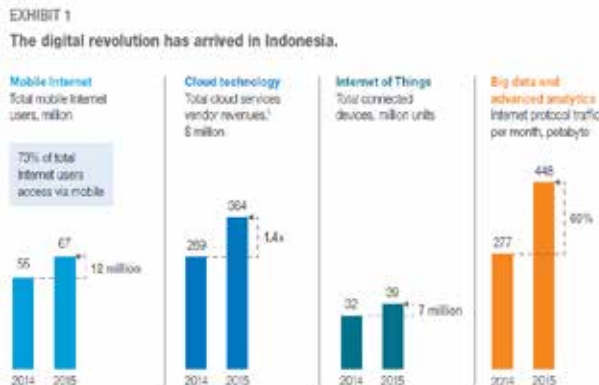 EXHIBIT 1
The digital revolution has arrived in Indonesia.
Mobile Internet
Total mobile Internet
users, million
73% of total
Internet users
access via mobile
55
67
12 million
2014 2015
Cloud technology
Total cloud services
vendor revenues,¹
$ million
269
364
1.4x
2014 2015
Internet of Things
Total connected
devices, million units
32
39
7 million
2014 2015
Big data and
advanced analytics
Internet protocol traffic
per month, petabyte
277
448
60%
2014 2015